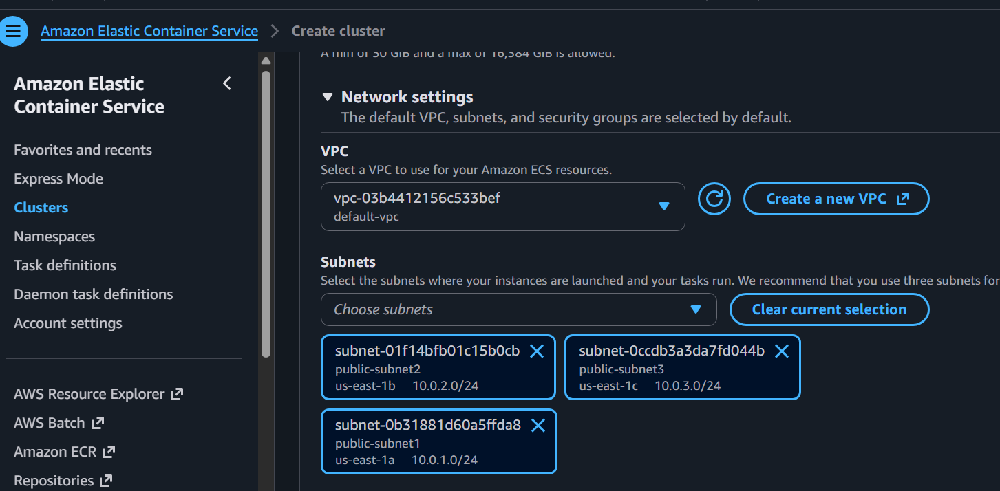 Amazon Elastic Container Service
Create cluster
Amazon Elastic
Container Service
Favorites and recents
Express Mode
Clusters
Namespaces
Task definitions
Daemon task definitions
Account settings
AWS Resource Explorer
AWS Batch
Amazon ECR
Repositories
A min of 30 GiB and a max of 16,384 GiB is allowed.
Network settings
The default VPC, subnets, and security groups are selected by default.
VPC
Select a VPC to use for your Amazon ECS resources.
vpc-03b4412156c533bef
default-vpc
Create a new VPC
Subnets
Select the subnets where your instances are launched and your tasks run. We recommend that you use three subnets for
Choose subnets
Clear current selection
subnet-01f14bfb01c15b0cb
public-subnet2
us-east-1b 10.0.2.0/24
subnet-0ccdb3a3da7fd044b
public-subnet3
us-east-1c 10.0.3.0/24
subnet-0b31881d60a5ffda8
public-subnet1
us-east-1a 10.0.1.0/24